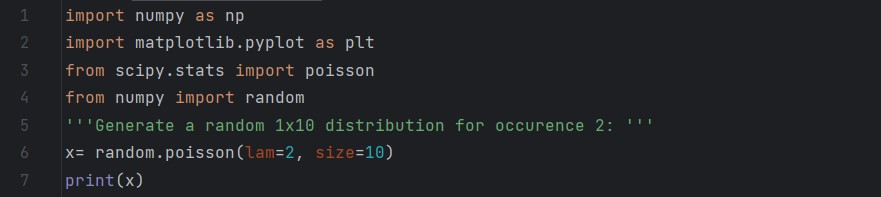 1 import numpy as np
2 import matplotlib.pyplot as plt
3 from scipy.stats import poisson
4 from numpy import random
5 '''Generate a random 1x10 distribution for occurence 2: '''
6 x= random.poisson(lam=2, size=10)
7 print(x)